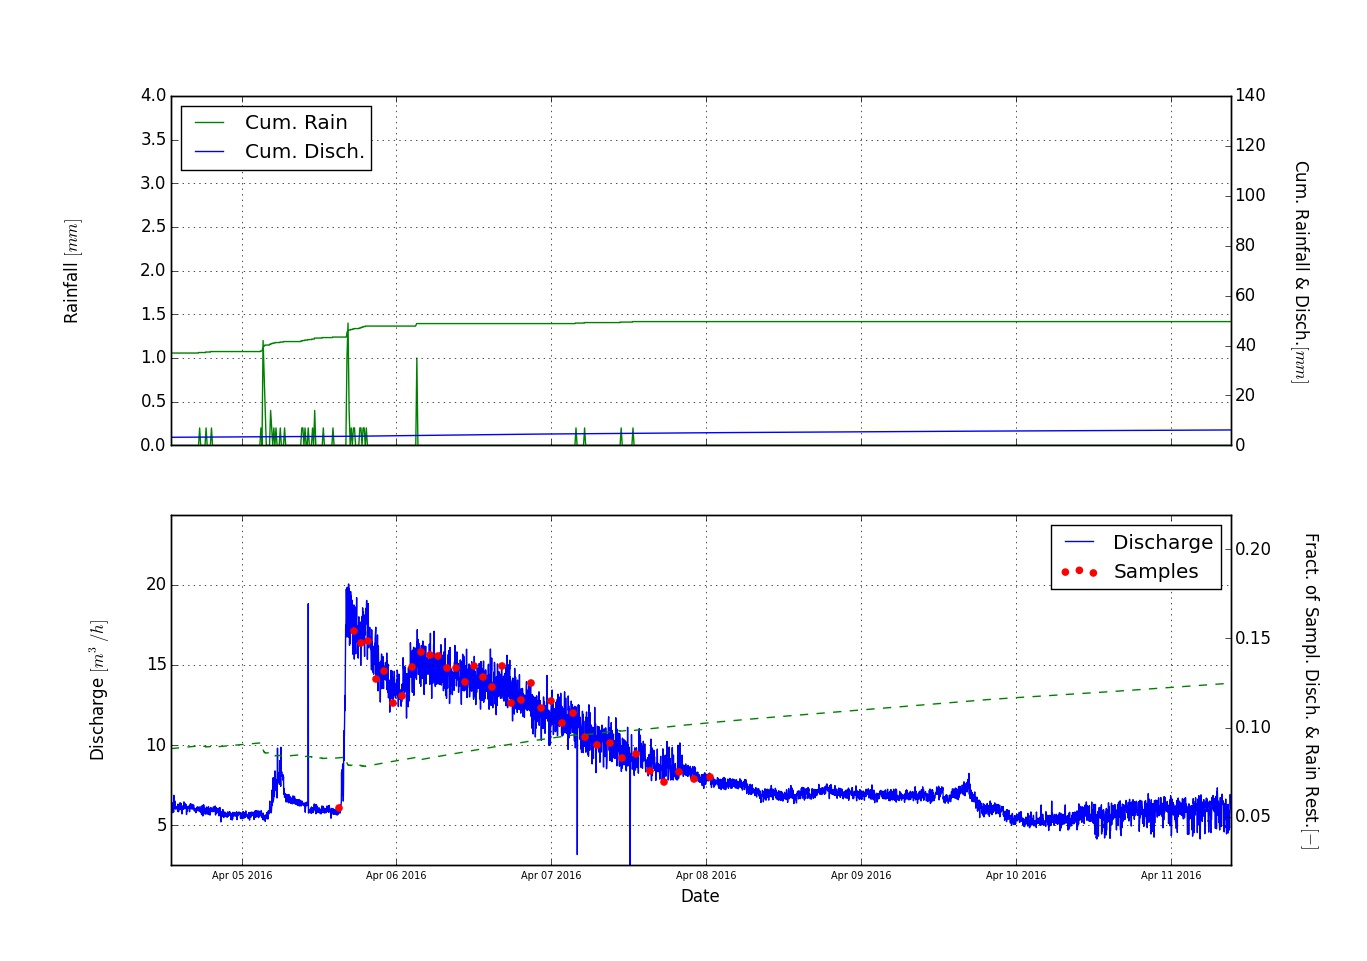 4.0
3.5
3.0
2.5
2.0
1.5
1.0
0.5
0.0
Rainfall [mm]
Cum. Rain
Cum. Disch.
140
120
100
80
60
40
20
0
Cum. Rainfall & Disch.[mm]
20
15
10
5
Discharge [m³/h]
Discharge
Samples
0.20
0.15
0.10
0.05
Fract. of Sampl. Disch. & Rain Rest.[−]
Apr 05 2016
Apr 06 2016
Apr 07 2016
Apr 08 2016
Apr 09 2016
Apr 10 2016
Apr 11 2016
Date